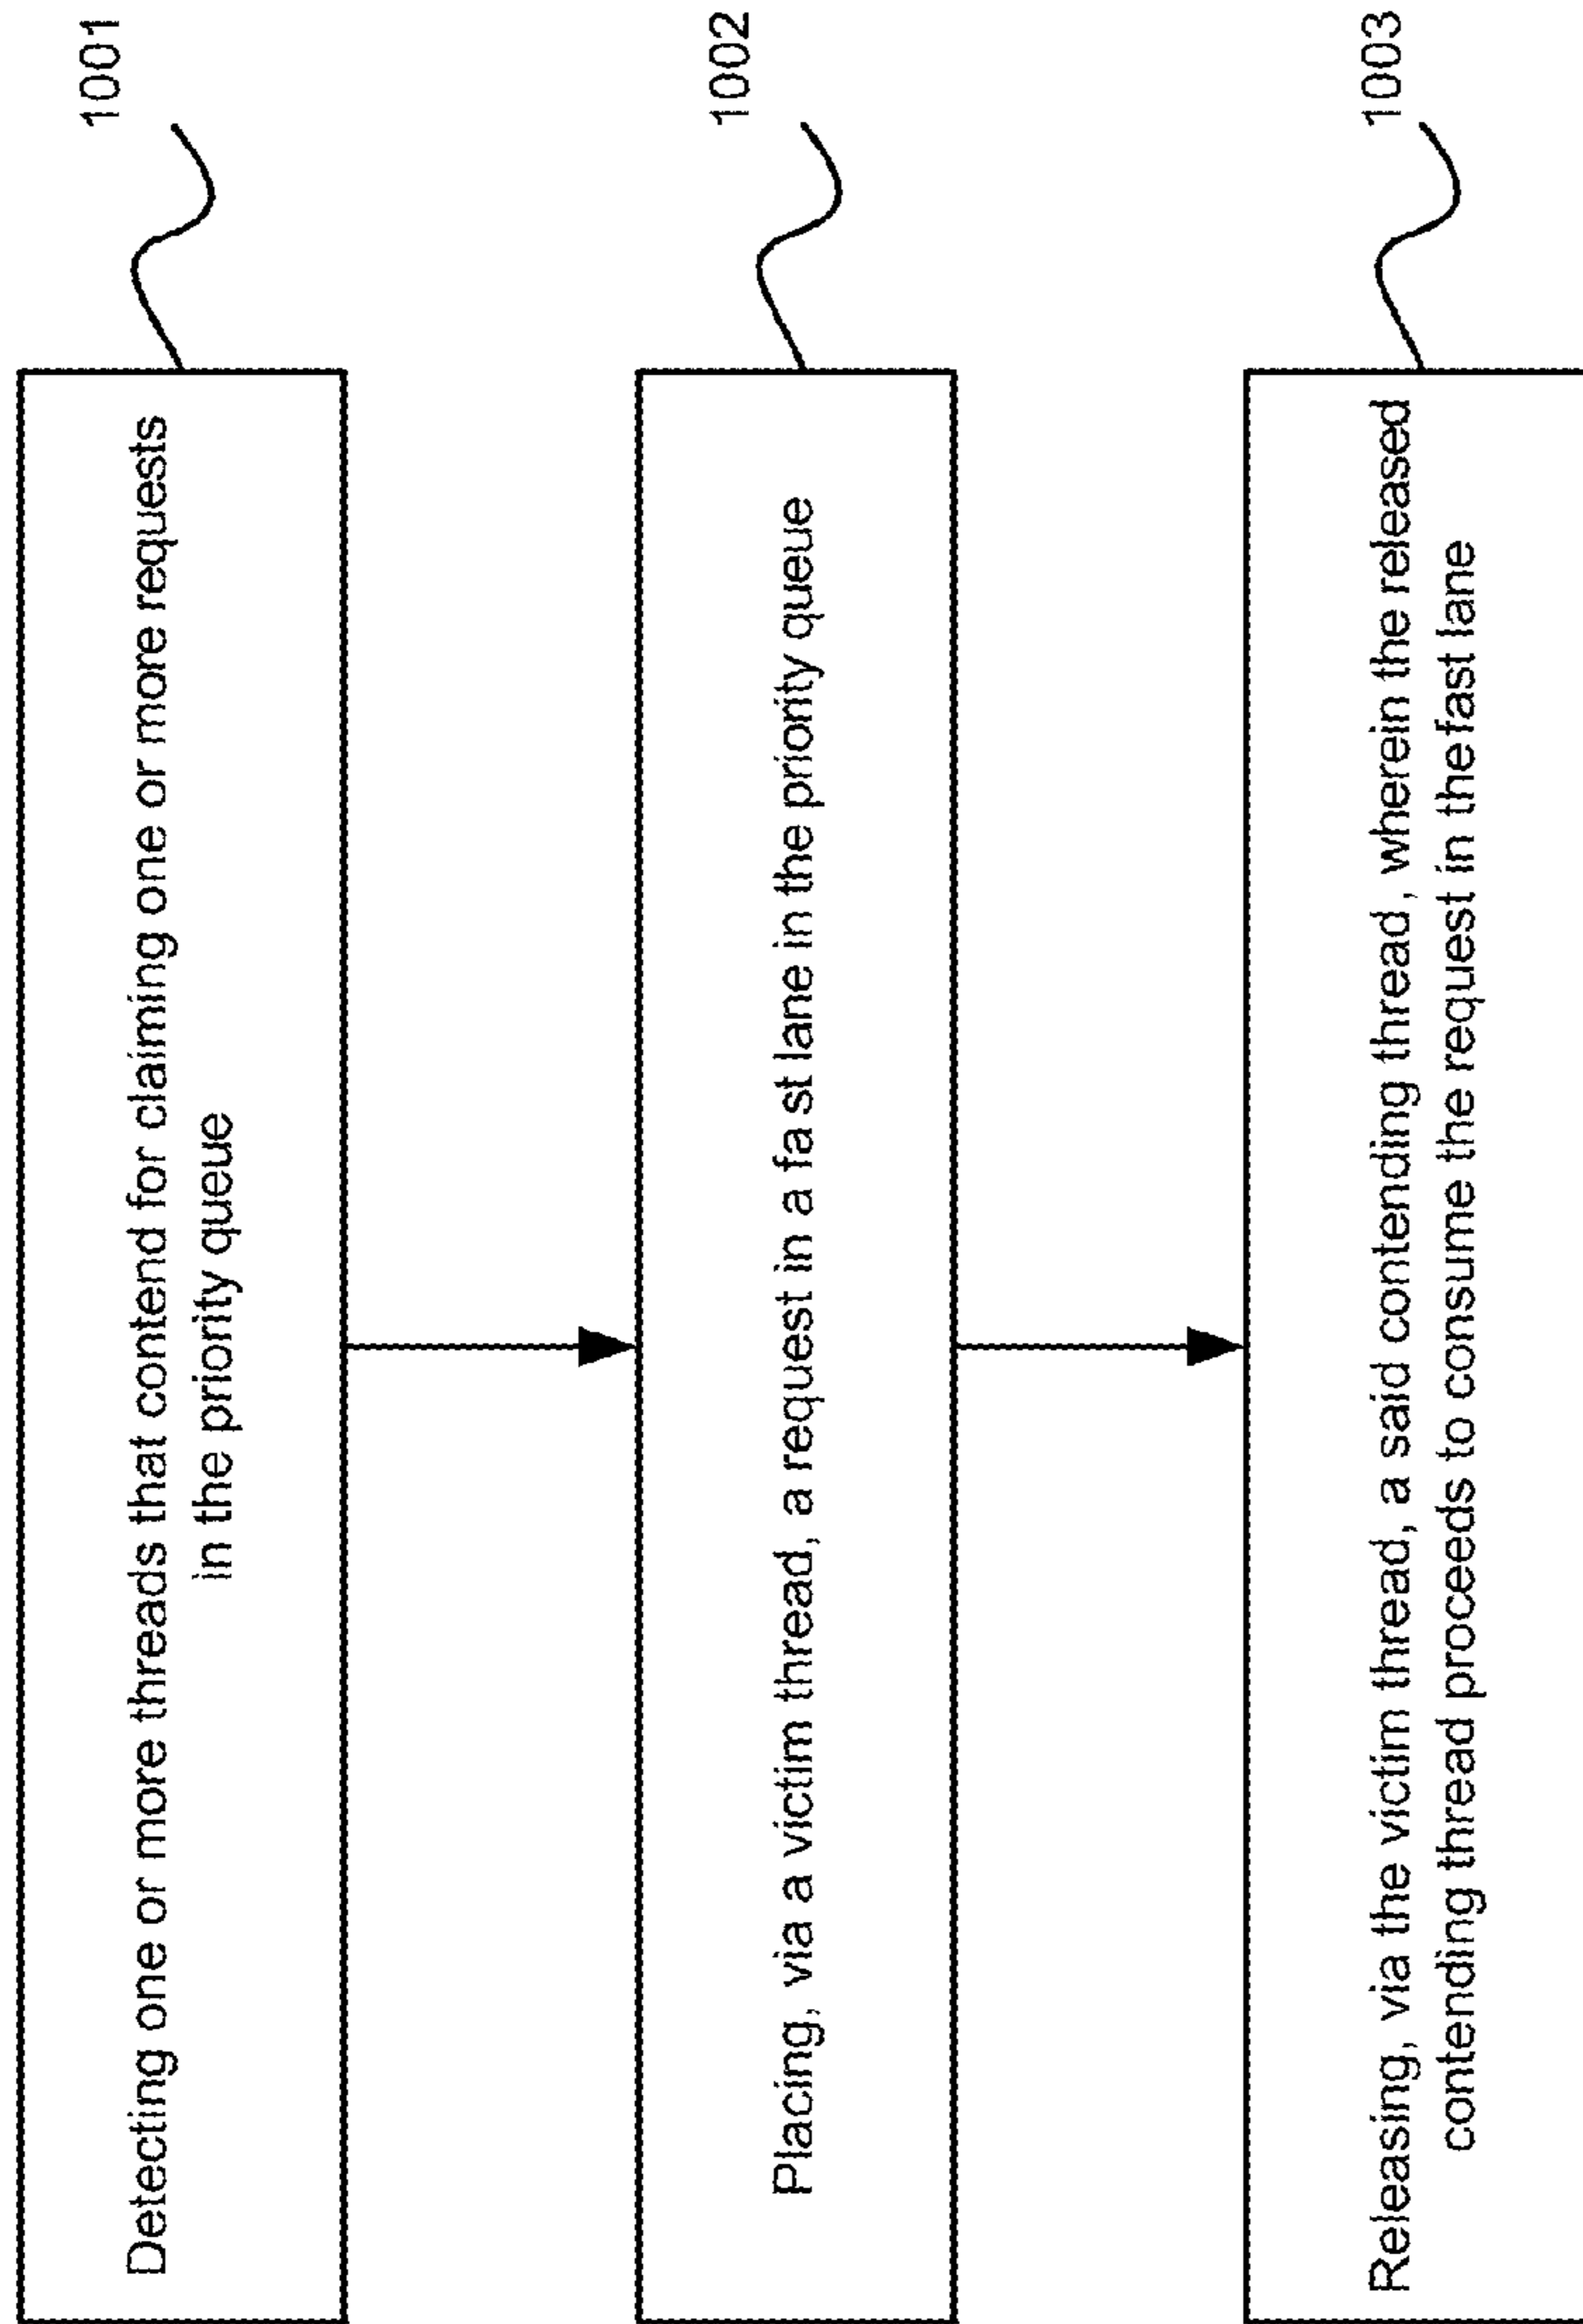 Detecting one or more threads that contend for claiming one or more requests
in the priority queue
1001
Placing, via a victim thread, a request in a fa st lane in the priority queue
1002
Releasing, via the victim thread, a said contending thread, wherein the released
contending thread proceeds to consume the request in the fast lane
1003